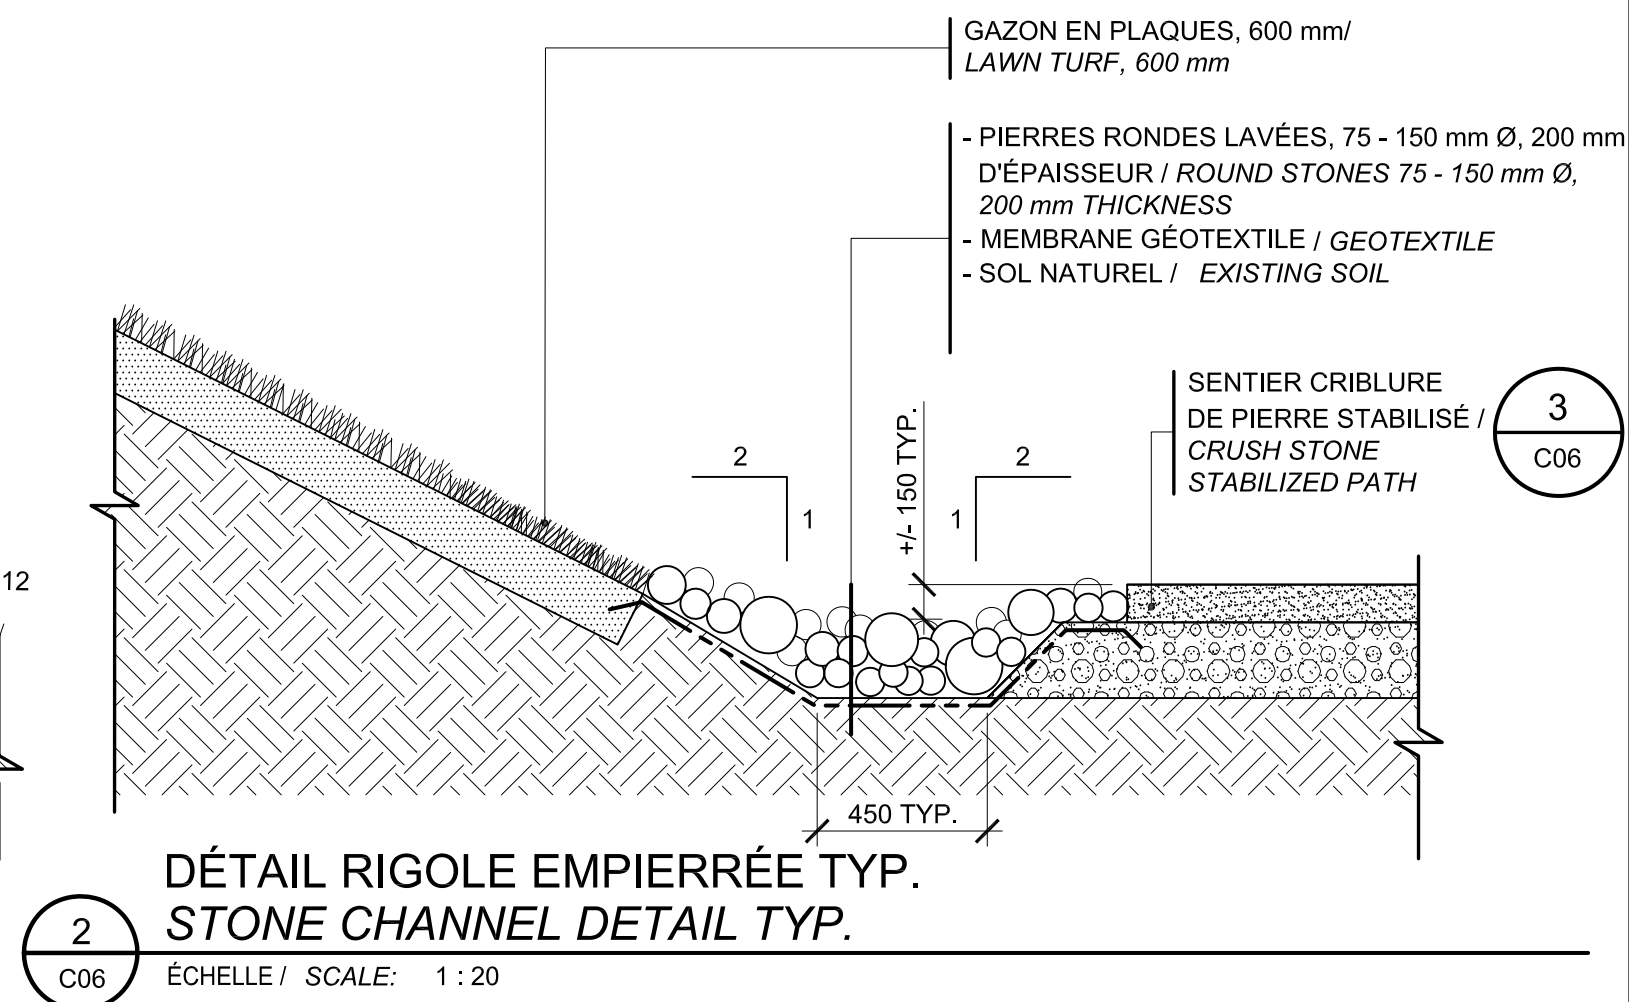 GAZON EN PLAQUES, 600 mm/
LAWN TURF, 600 mm
- PIERRES RONDES LAVÉES, 75 - 150 mm Ø, 200 mm
D'ÉPAISSEUR / ROUND STONES 75 - 150 mm Ø,
200 mm THICKNESS
- MEMBRANE GÉOTEXTILE / GEOTEXTILE
- SOL NATUREL / EXISTING SOIL
SENTIER CRIBLURE
DE PIERRE STABILISÉ /
CRUSH STONE
STABILIZED PATH
3
C06
2
1
+/- 150 TYP.
2
1
12
450 TYP.
DÉTAIL RIGOLE EMPIERRÉE TYP.
STONE CHANNEL DETAIL TYP.
2
C06
ÉCHELLE / SCALE: 1 : 20